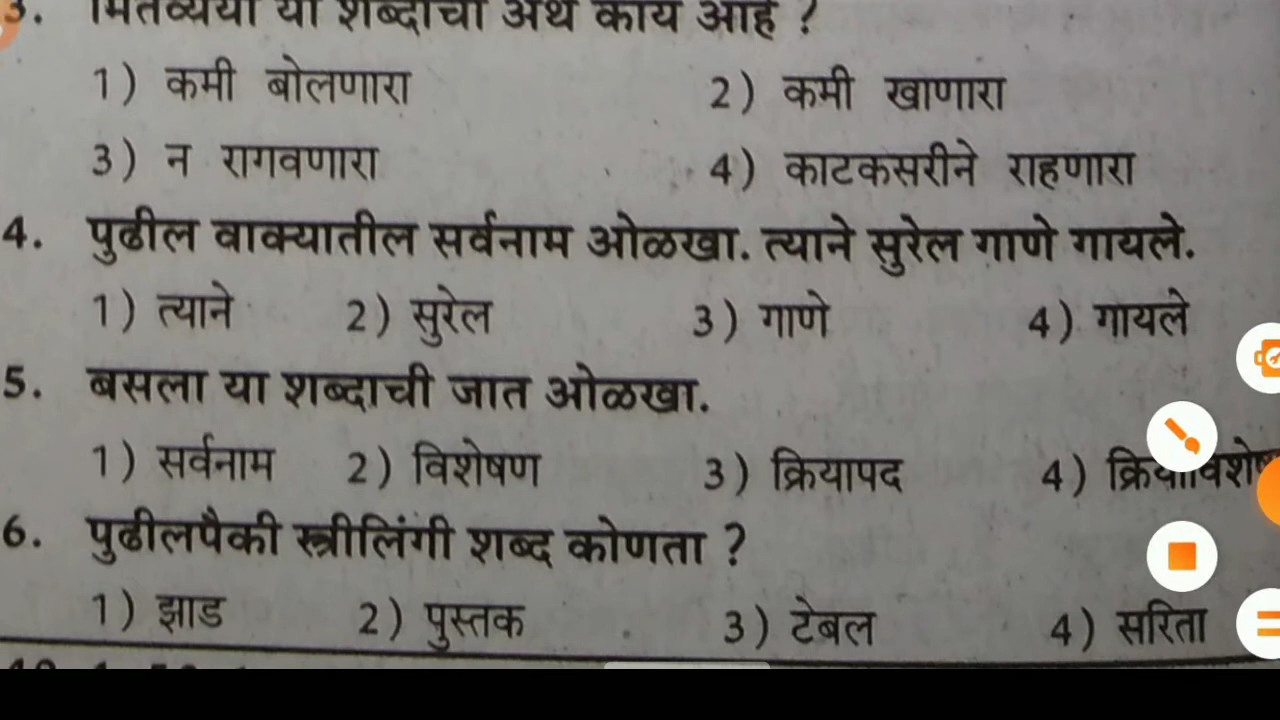 3. मितव्ययी या शब्दाचा अर्थ काय आहे ?
1) कमी बोलणारा 2) कमी खाणारा
3) न रागवणारा 4) काटकसरीने राहणारा
4. पुढील वाक्यातील सर्वनाम ओळखा. त्याने सुरेल गाणे गायले.
1) त्याने 2) सुरेल 3) गाणे 4) गायले
5. बसला या शब्दाची जात ओळखा.
1) सर्वनाम 2) विशेषण 3) क्रियापद 4)
6. पुढीलपैकी स्त्रीलिंगी शब्द कोणता ?
1) झाड 2) पुस्तक 3) टेबल 4) सरिता